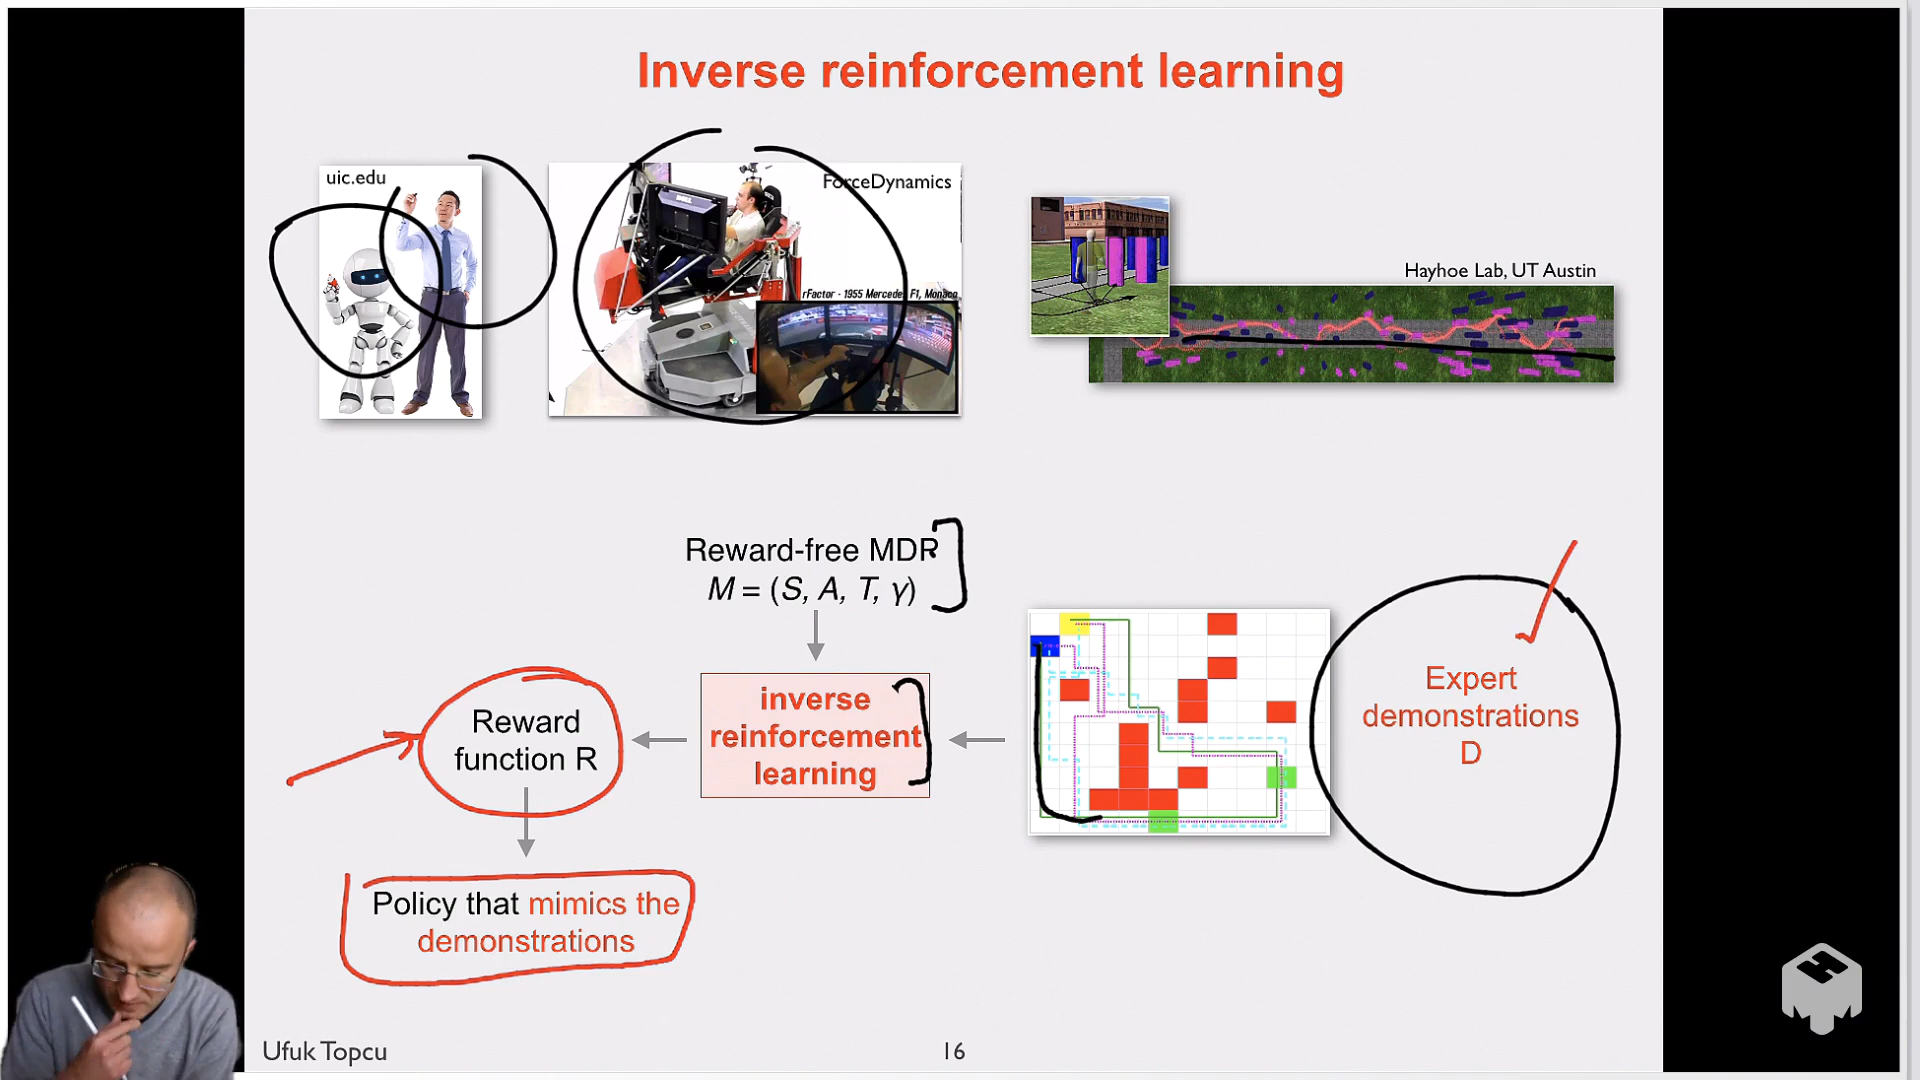 Inverse reinforcement learning
uic.edu
ForceDynamics
rFactor - 1955 Mercedes F1, Monaco
DELL
Hayhoe Lab, UT Austin
Reward-free MDP
M = (S, A, T, γ)
inverse
reinforcement
learning
Reward
function R
Policy that mimics the
demonstrations
Expert
demonstrations
D
Ufuk Topcu
16